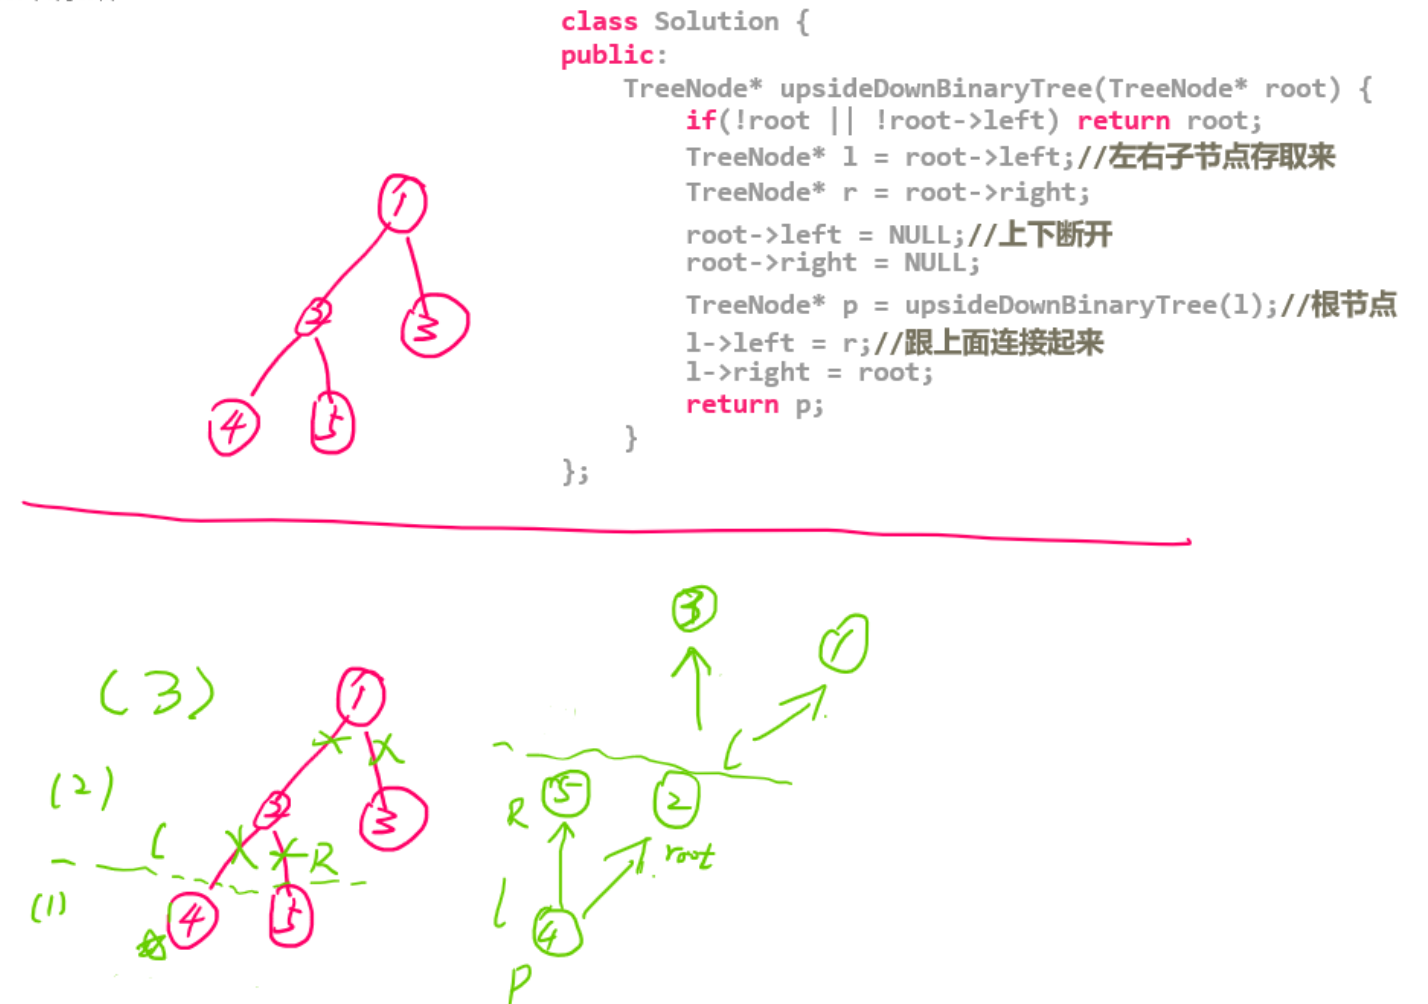 class Solution {
public:
TreeNode* upsideDownBinaryTree(TreeNode* root) {
if(!root || !root->left) return root;
TreeNode* l = root->left;//左右子节点存取来
TreeNode* r = root->right;
root->left = NULL;//上下断开
root->right = NULL;
TreeNode* p = upsideDownBinaryTree(l);//根节点
l->left = r;//跟上面连接起来
l->right = root;
return p;
}
};
1
2
3
4
5
(3)
1
(2)
2
3
l
R
(1)
4
5
3
1
l
R
5
2
root
l
4
P